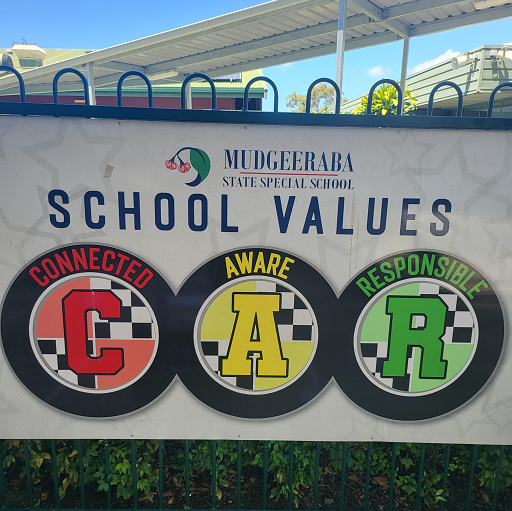 MUDGEERABA
STATE SPECIAL SCHOOL
SCHOOL VALUES
CONNECTED AWARE RESPONSIBLE
C A R